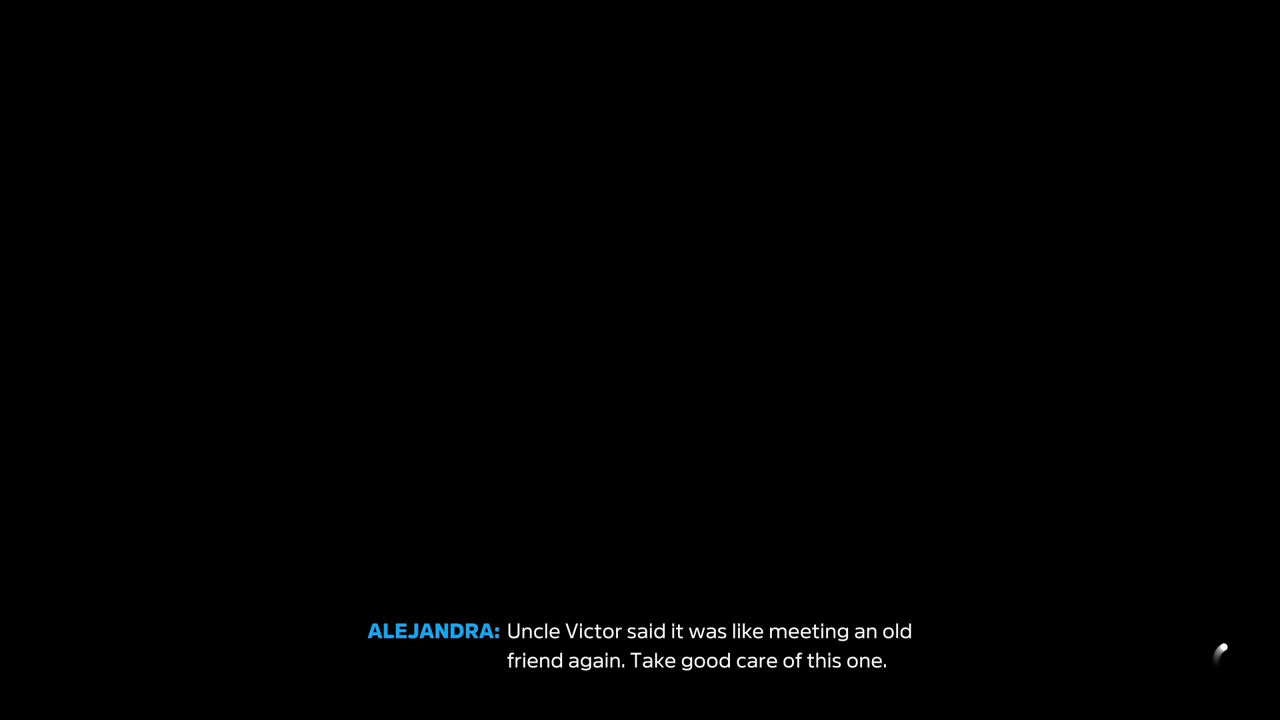 ALEJANDRA: Uncle Victor said it was like meeting an old
friend again. Take good care of this one.